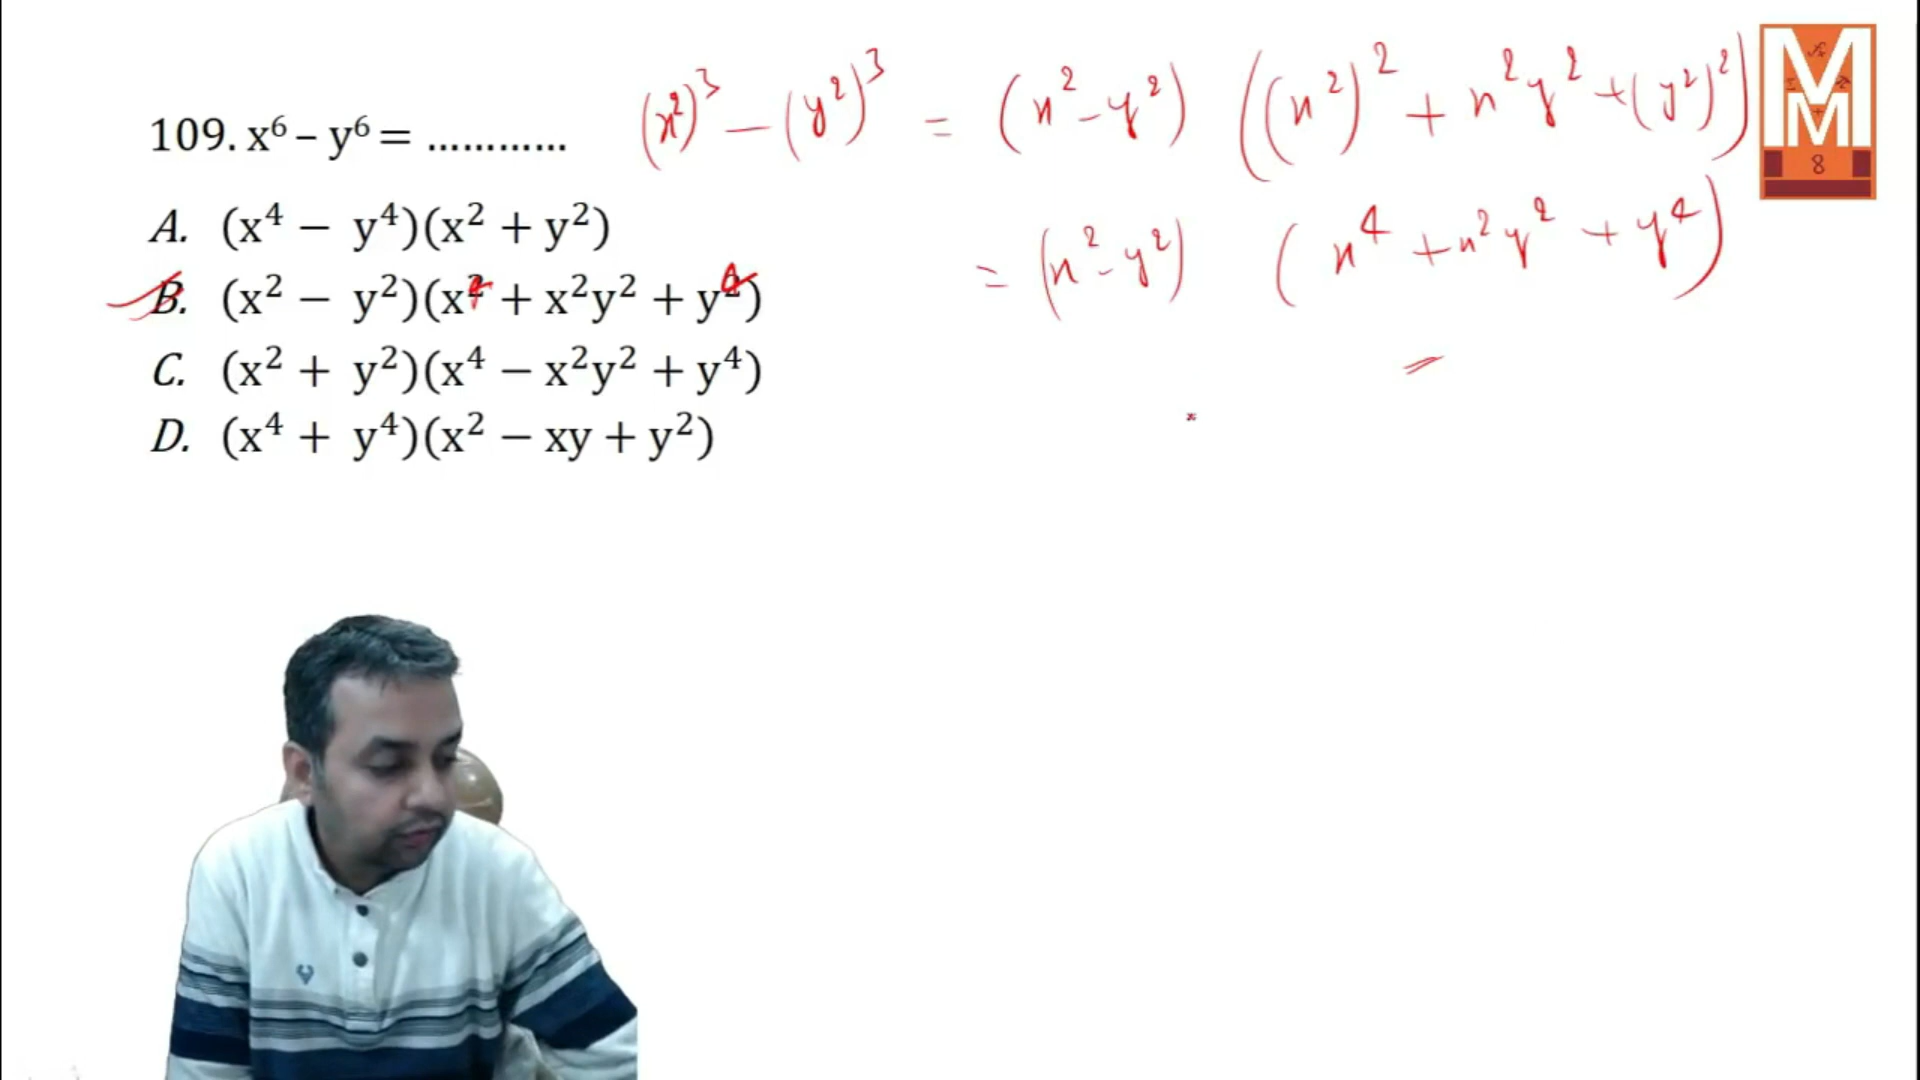 109. x⁶ – y⁶ = ............
(x²)³ – (y²)³ = (x² - y²) ((x²)² + x²y² + (y²)²)
= (x² - y²) (x⁴ + x²y² + y⁴)
A. (x⁴ − y⁴)(x² + y²)
B. (x² − y²)(x⁴ + x²y² + y⁴)
C. (x² + y²)(x⁴ − x²y² + y⁴)
D. (x⁴ + y⁴)(x² − xy + y²)
M
M
8